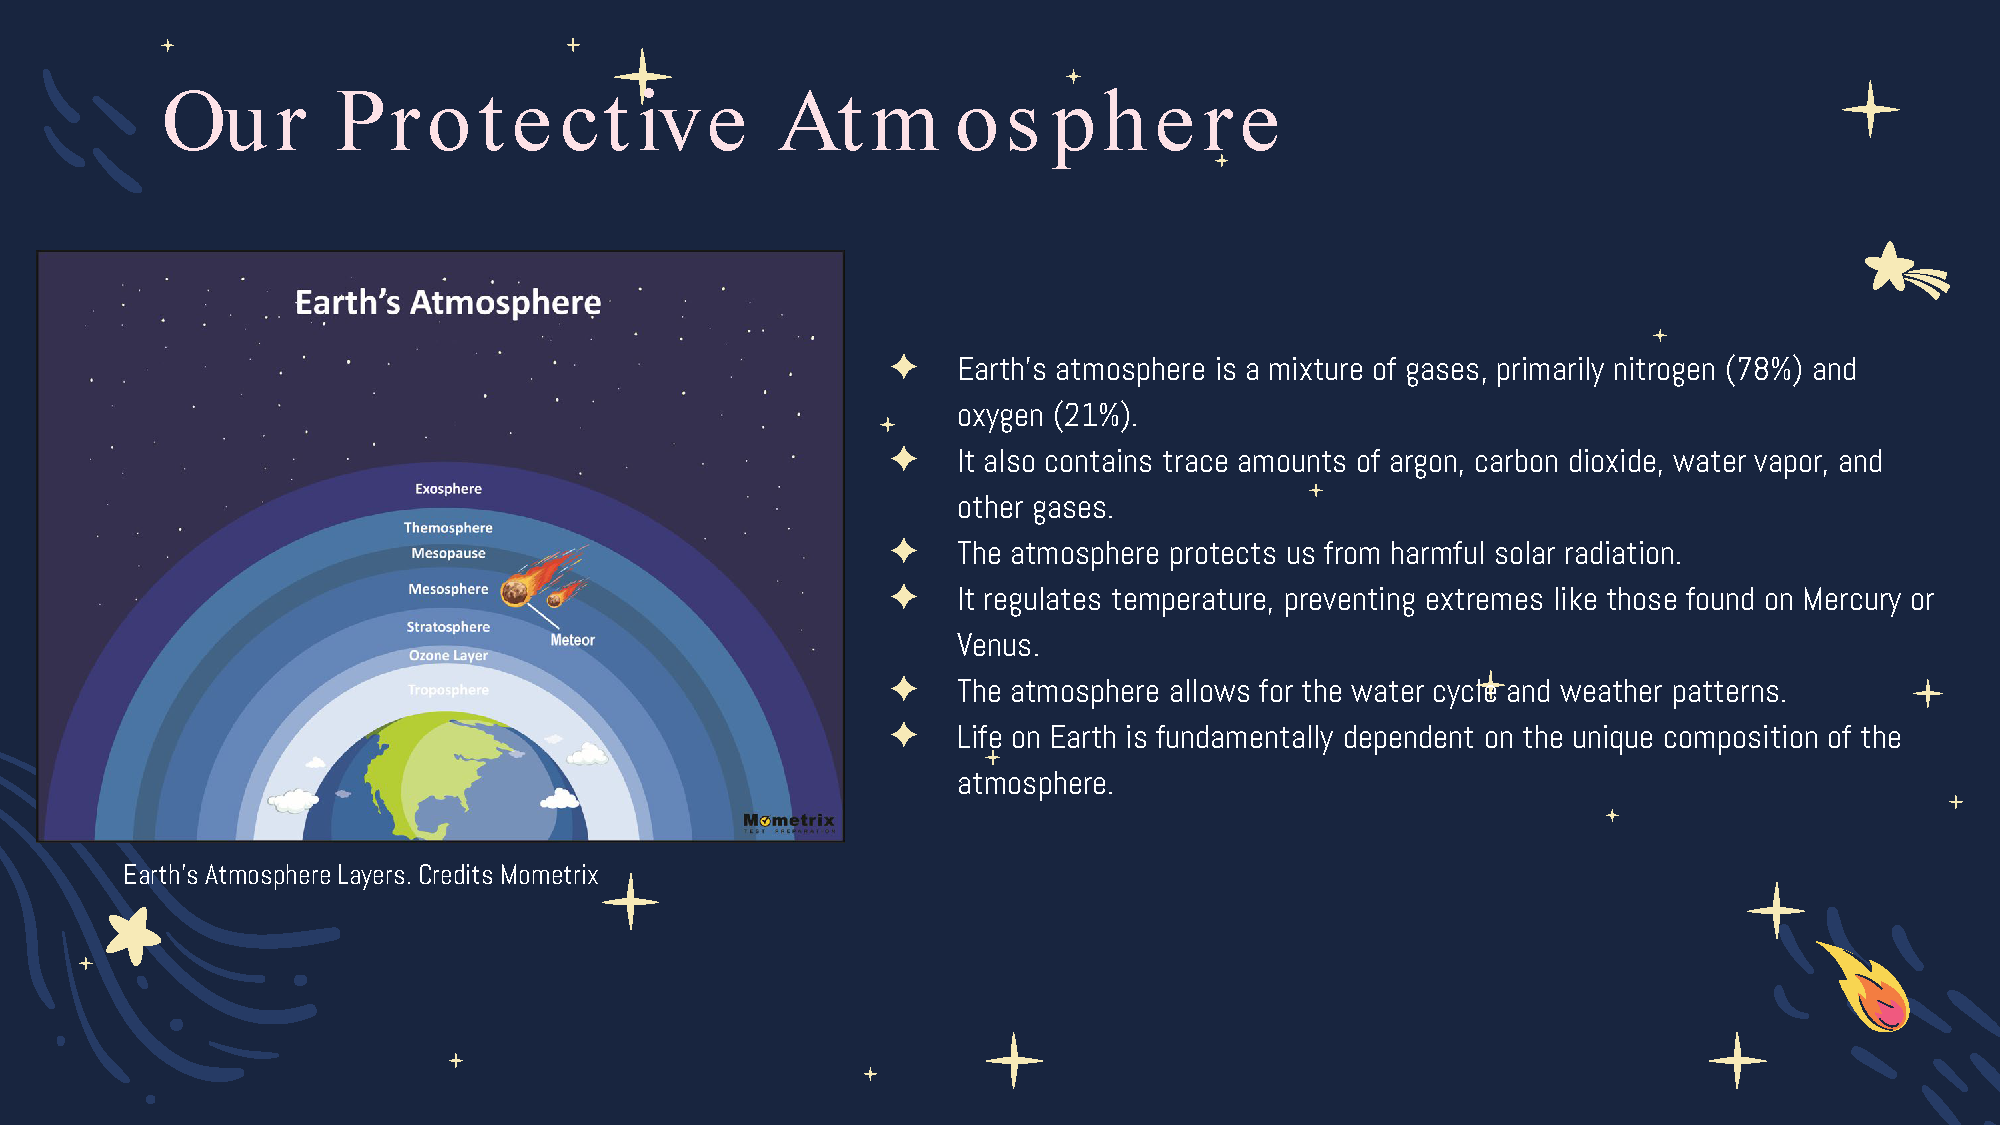 Our Protective Atmosphere
Earth's Atmosphere
Exosphere
Themosphere
Mesopause
Mesosphere
Stratosphere
Meteor
Ozone Layer
Troposphere
Mometrix
TEST PREPARATION
Earth's Atmosphere Layers. Credits Mometrix
Earth's atmosphere is a mixture of gases, primarily nitrogen (78%) and
oxygen (21%).
It also contains trace amounts of argon, carbon dioxide, water vapor, and
other gases.
The atmosphere protects us from harmful solar radiation.
It regulates temperature, preventing extremes like those found on Mercury or
Venus.
The atmosphere allows for the water cycle and weather patterns.
Life on Earth is fundamentally dependent on the unique composition of the
atmosphere.